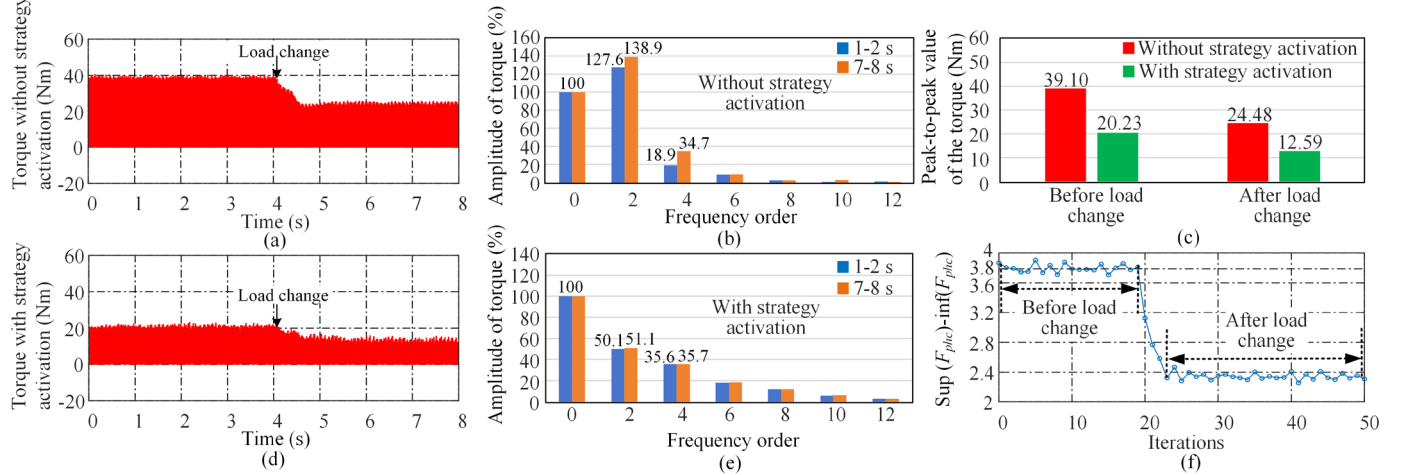 Torque without strategy
activation (Nm)
60
40
20
0
-20
Load change
0 1 2 3 4 5 6 7 8
Time (s)
(a)
Amplitude of torque (%)
160
140
120
100
80
60
40
20
0
1-2 s
7-8 s
Without strategy
activation
100
127.6
138.9
18.9
34.7
0 2 4 6 8 10 12
Frequency order
(b)
Peak-to-peak value
of the torque (Nm)
60
50
40
30
20
10
0
Without strategy activation
With strategy activation
39.10
20.23
24.48
12.59
Before load
change
After load
change
(c)
Torque with strategy
activation (Nm)
60
40
20
0
-20
Load change
0 1 2 3 4 5 6 7 8
Time (s)
(d)
Amplitude of torque (%)
140
120
100
80
60
40
20
0
1-2 s
7-8 s
With strategy
activation
100
50.1 51.1
35.6 35.7
0 2 4 6 8 10 12
Frequency order
(e)
Sup (Fphc)-inf(Fphc)
4
3.8
3.6
3.2
2.8
2.4
2
Before load
change
After load
change
0 10 20 30 40 50
Iterations
(f)